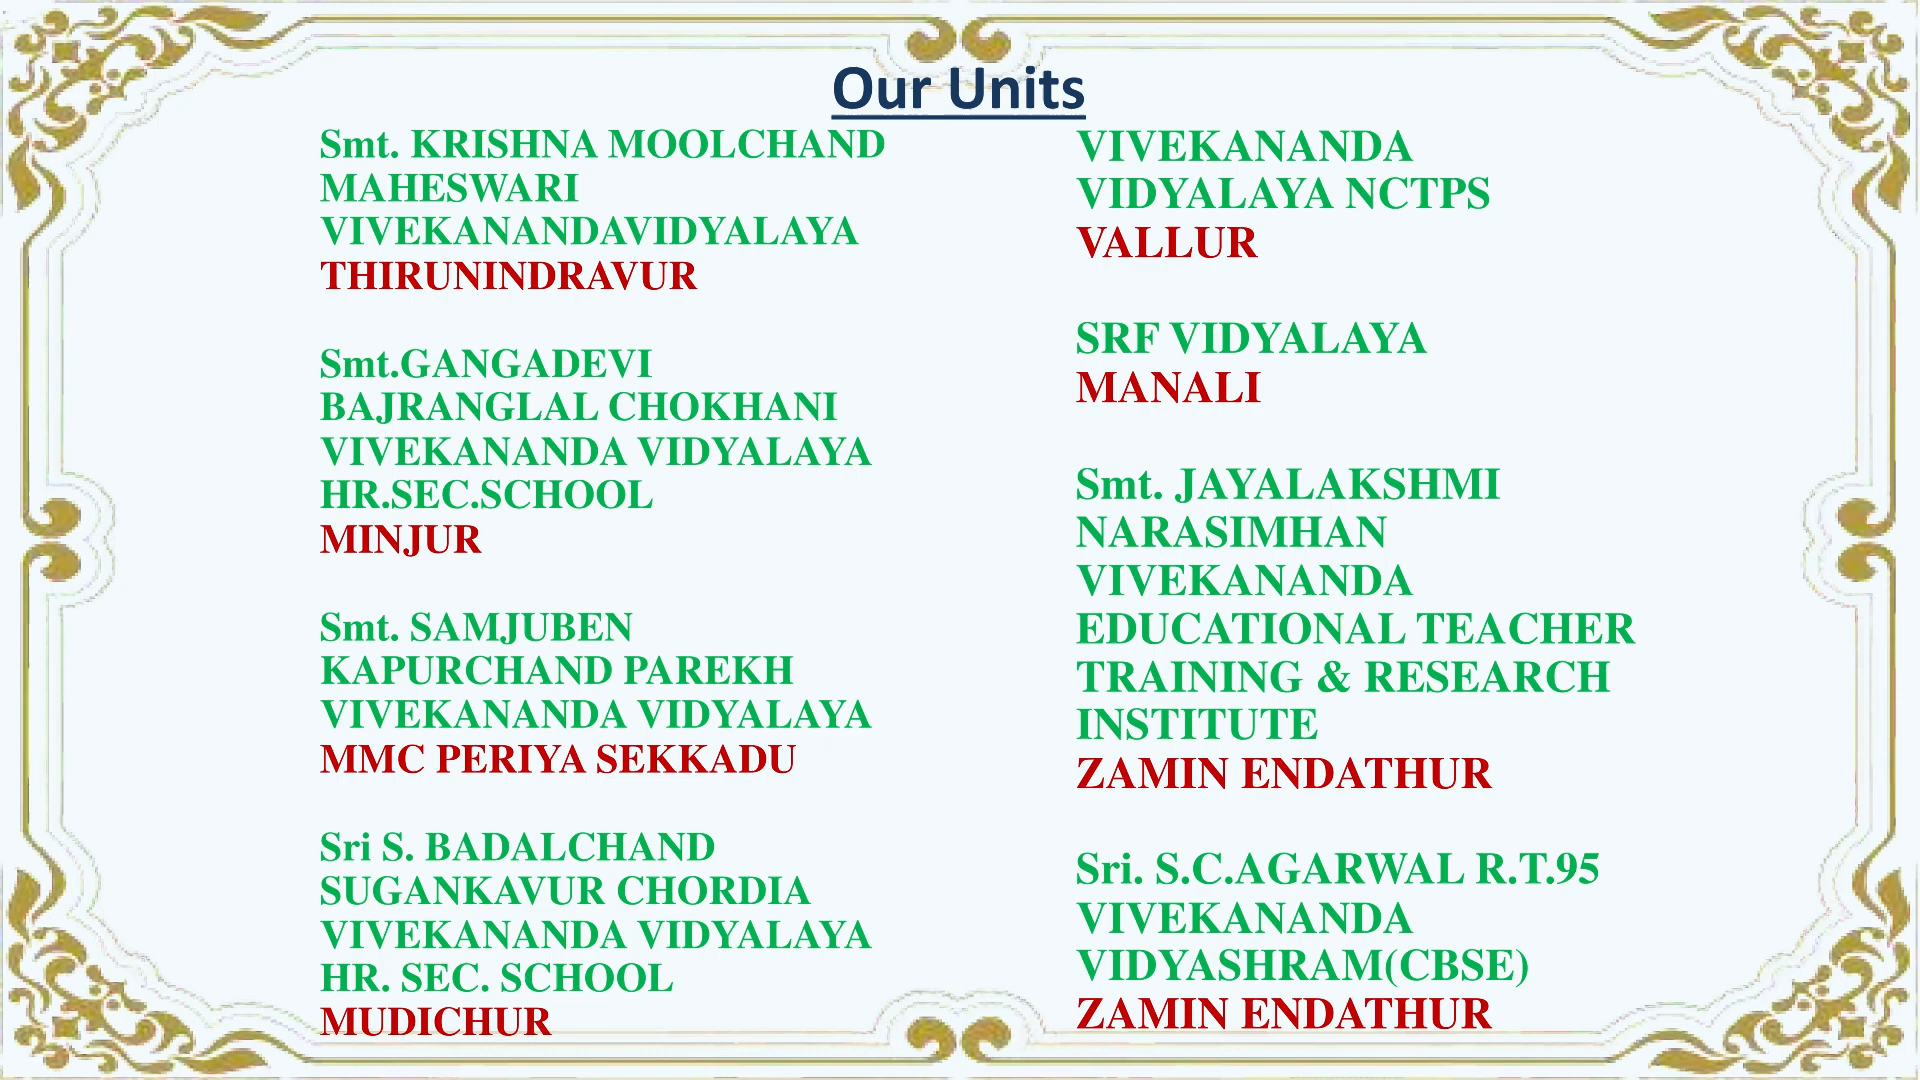 Our Units
Smt. KRISHNA MOOLCHAND
MAHESWARI
VIVEKANANDAVIDYALAYA
THIRUNINDRAVUR
Smt.GANGADEVI
BAJRANGLAL CHOKHANI
VIVEKANANDA VIDYALAYA
HR.SEC.SCHOOL
MINJUR
Smt. SAMJUBEN
KAPURCHAND PAREKH
VIVEKANANDA VIDYALAYA
MMC PERIYA SEKKADU
Sri S. BADALCHAND
SUGANKAVUR CHORDIA
VIVEKANANDA VIDYALAYA
HR. SEC. SCHOOL
MUDICHUR
VIVEKANANDA
VIDYALAYA NCTPS
VALLUR
SRF VIDYALAYA
MANALI
Smt. JAYALAKSHMI
NARASIMHAN
VIVEKANANDA
EDUCATIONAL TEACHER
TRAINING & RESEARCH
INSTITUTE
ZAMIN ENDATHUR
Sri. S.C.AGARWAL R.T.95
VIVEKANANDA
VIDYASHRAM(CBSE)
ZAMIN ENDATHUR